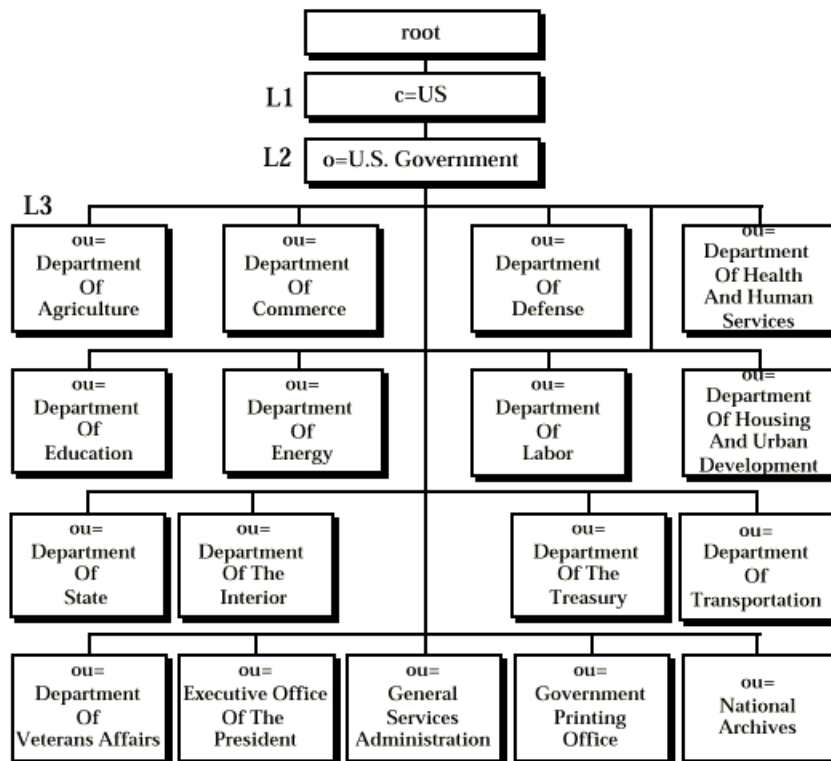 root
L1
c=US
L2
o=U.S. Government
L3
ou=
Department
Of
Agriculture
ou=
Department
Of
Commerce
ou=
Department
Of
Defense
ou=
Department
Of Health
And Human
Services
ou=
Department
Of
Education
ou=
Department
Of
Energy
ou=
Department
Of
Labor
ou=
Department
Of Housing
And Urban
Development
ou=
Department
Of
State
ou=
Department
Of The
Interior
ou=
Department
Of The
Treasury
ou=
Department
Of
Transportation
ou=
Department
Of
Veterans Affairs
ou=
Executive Office
Of The
President
ou=
General
Services
Administration
ou=
Government
Printing
Office
ou=
National
Archives